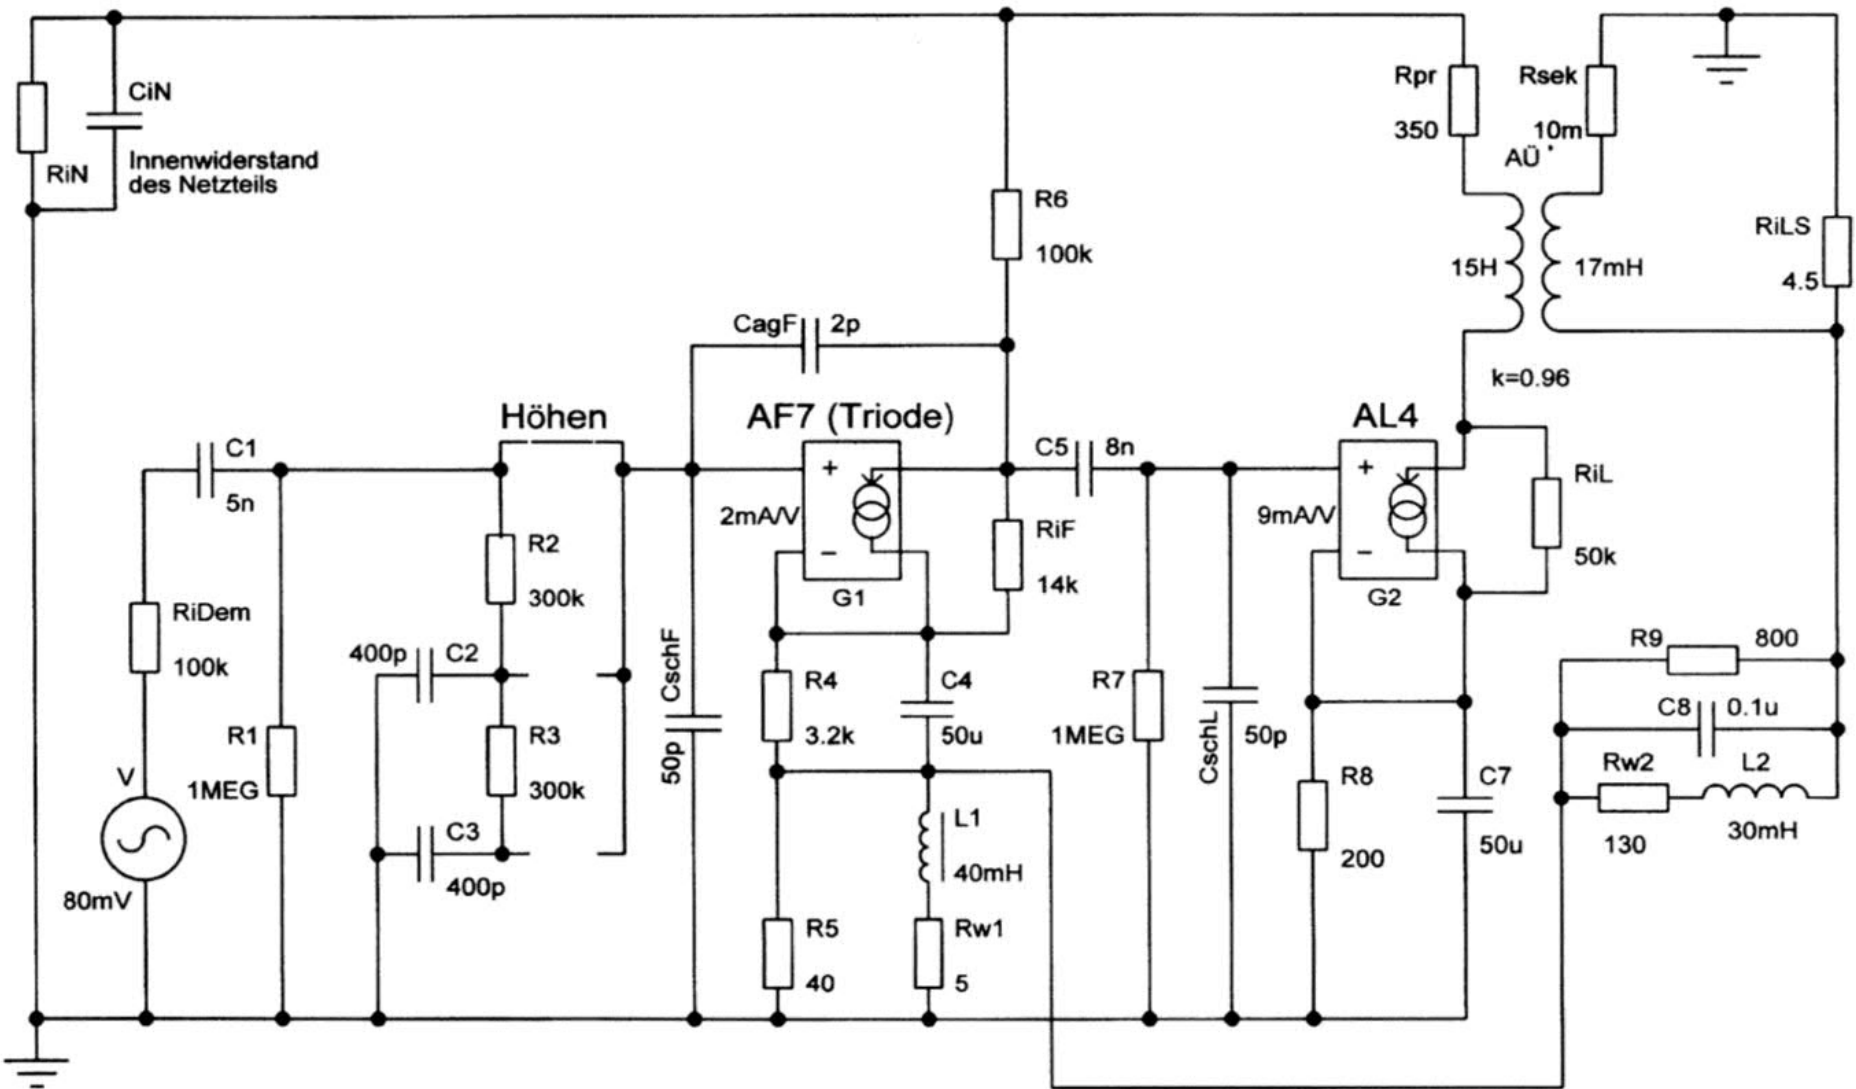 CiN
RiN
Innenwiderstand
des Netzteils
Rpr
350
Rsek
10m
AÜ
15H
17mH
k=0.96
RiLS
4.5
R6
100k
CagF
2p
Höhen
AF7 (Triode)
AL4
C1
5n
RiDem
100k
V
80mV
R1
1MEG
R2
300k
400p
C2
R3
300k
C3
400p
CschF
50p
+
2mA/V
−
G1
RiF
14k
C5
8n
R4
3.2k
C4
50u
L1
40mH
R5
40
Rw1
5
R7
1MEG
CschL
50p
+
9mA/V
−
G2
RiL
50k
R8
200
C7
50u
R9
800
C8
0.1u
Rw2
130
L2
30mH